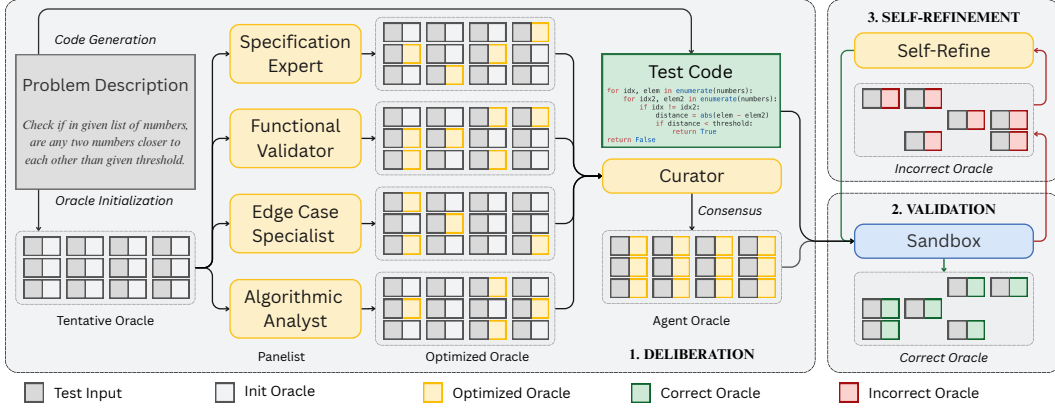 Code Generation
Problem Description
Check if in given list of numbers,
are any two numbers closer to
each other than given threshold.
Oracle Initialization
Tentative Oracle
Specification
Expert
Functional
Validator
Edge Case
Specialist
Algorithmic
Analyst
Panelist
Optimized Oracle
Test Code
for idx, elem in enumerate(numbers):
    for idx2, elem2 in enumerate(numbers):
        if idx != idx2:
            distance = abs(elem - elem2)
            if distance < threshold:
                return True
return False
Curator
Consensus
Agent Oracle
1. DELIBERATION
3. SELF-REFINEMENT
Self-Refine
Incorrect Oracle
2. VALIDATION
Sandbox
Correct Oracle
Test Input
Init Oracle
Optimized Oracle
Correct Oracle
Incorrect Oracle